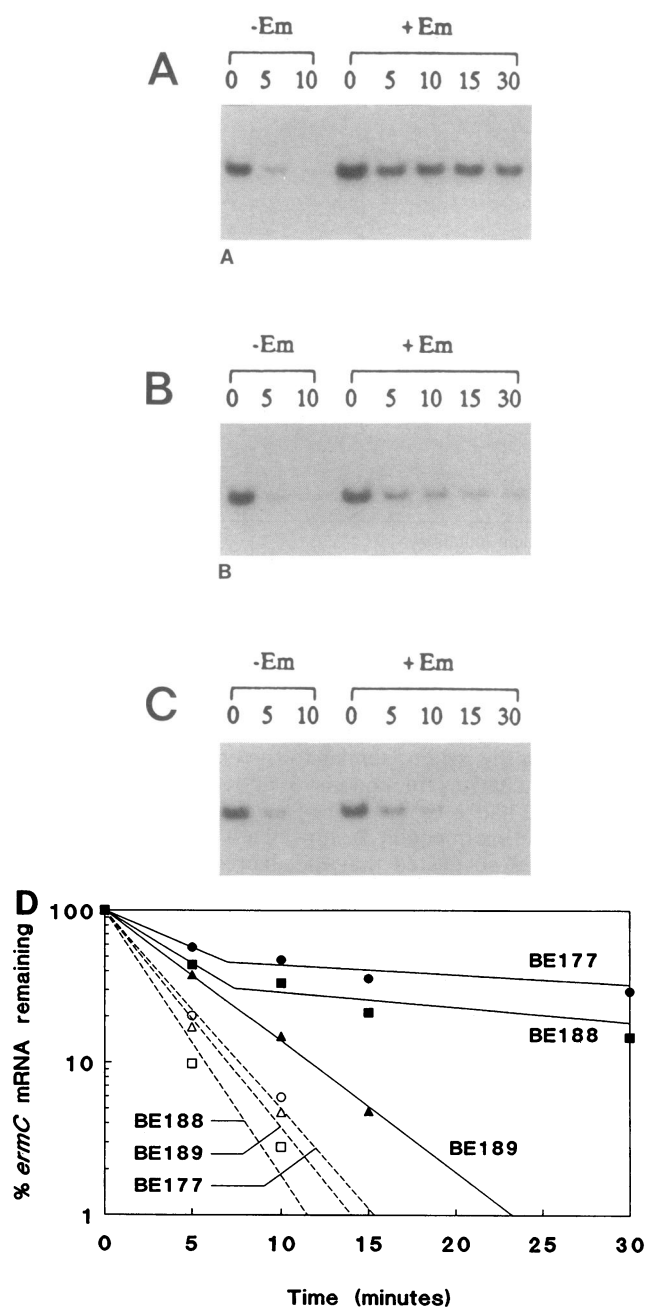 -Em +Em
A 0 5 10 0 5 10 15 30
A
-Em +Em
B 0 5 10 0 5 10 15 30
B
-Em +Em
C 0 5 10 0 5 10 15 30
D
100
10
1
% ermC mRNA remaining
BE177
BE188
BE189
BE188
BE189
BE177
0 5 10 15 20 25 30
Time (minutes)